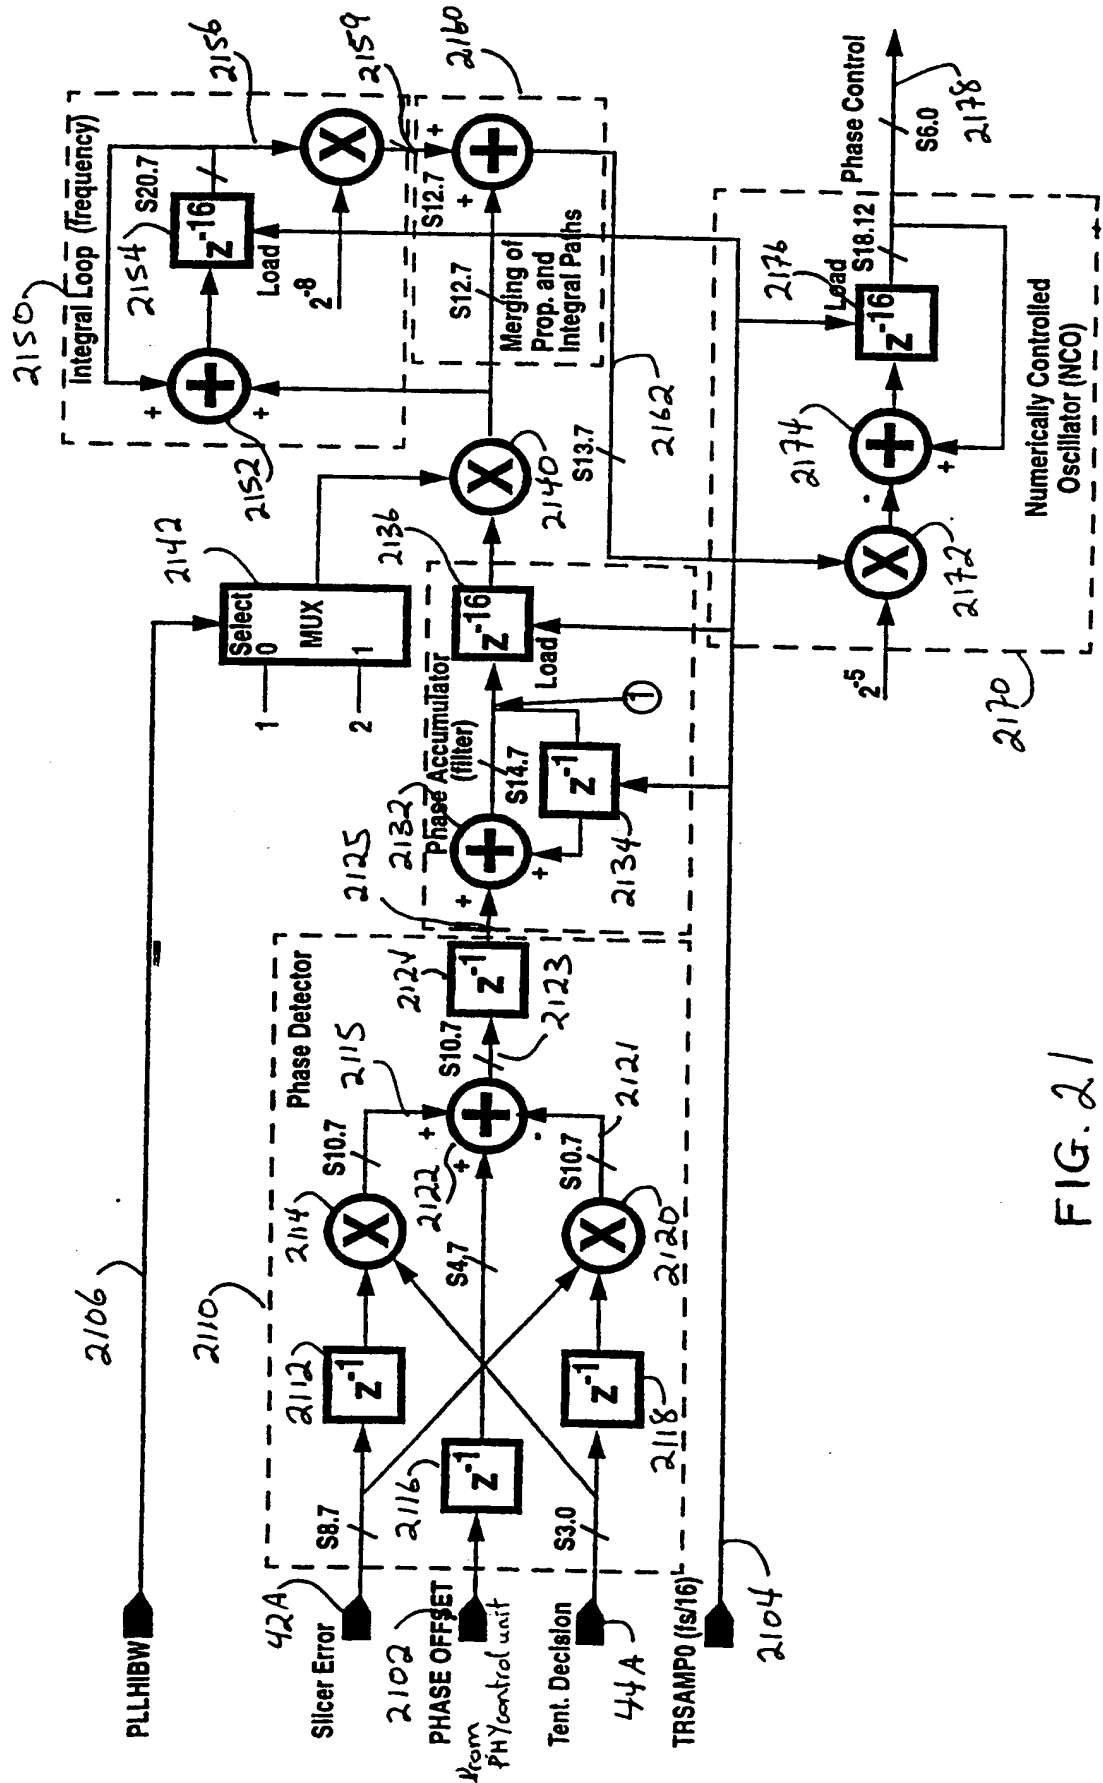 PLLHIBW
2106
42A
Slicer Error
S8.7
2102
PHASE OFFSET
from
PHY control unit
Tent. Decision
S3.0
44A
TRSAMP0 (fs/16)
2104
2110
Phase Detector
2112
z-1
2114
X
S10.7
2115
2116
z-1
S4.7
2122
+
+
+
-
S10.7
2123
2124
z-1
2118
z-1
2120
X
S10.7
2121
2125
Phase Accumulator
(filter)
2132
+
+
+
S14.7
z-1
2134
1
z-16
Load
2136
2142
Select
0
MUX
1
1
2
X
2140
2150
Integral Loop (frequency)
2152
+
+
+
2154
z-16
Load
S20.7
2156
2-8
X
2159
2160
S12.7
S12.7
+
+
+
Merging of
Prop. and
Integral Paths
S13.7
2162
2170
2-5
X
2172
-
+
+
2174
z-16
Load
2176
S18.12
Numerically Controlled
Oscillator (NCO)
Phase Control
S6.0
2178
FIG. 21